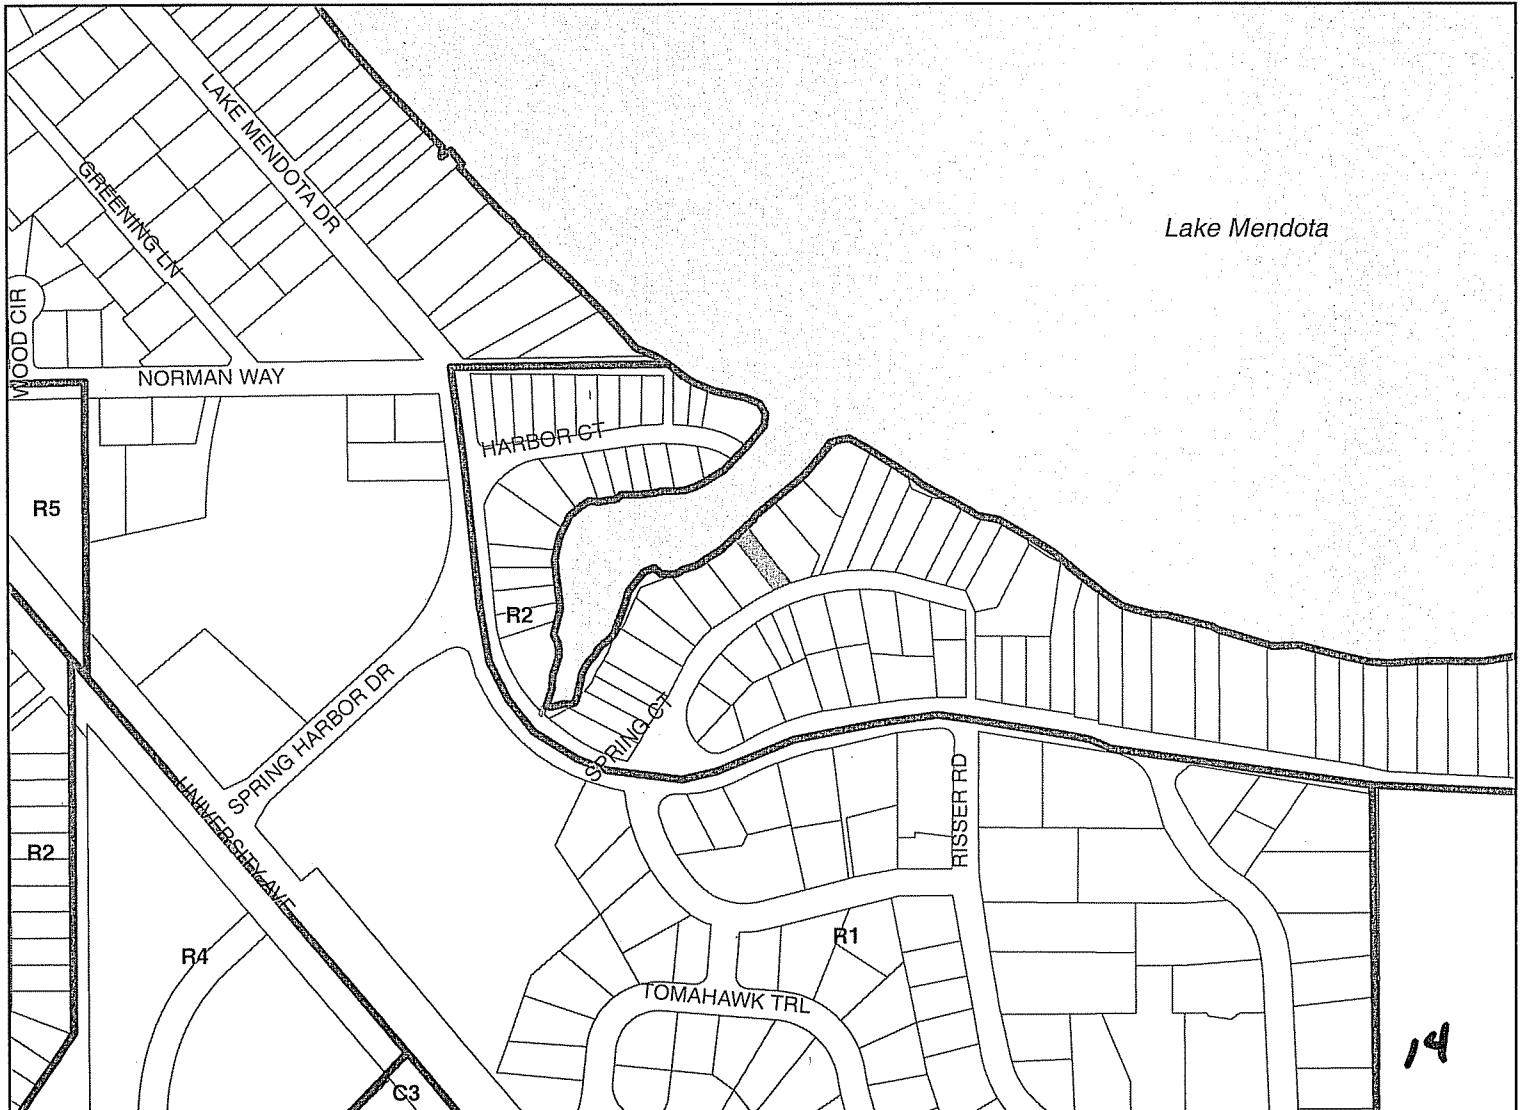 LAKE MENDOTA DR
GREENING LN
Lake Mendota
WOOD CIR
NORMAN WAY
HARBOR CT
R5
R2
SPRING HARBOR DR
SPRING CT
UNIVERSITY AVE
RISSER RD
R2
R4
R1
TOMAHAWK TRL
C3
14